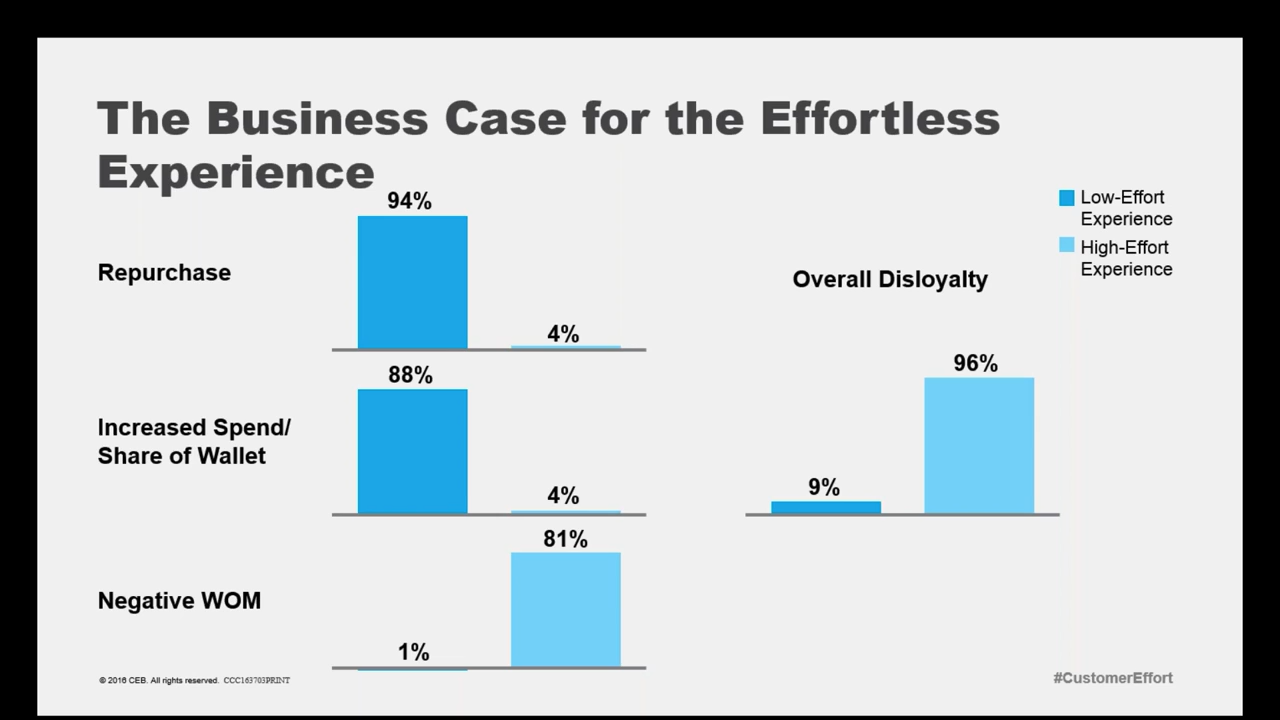 The Business Case for the Effortless
Experience
Low-Effort
Experience
High-Effort
Experience
94%
Repurchase
4%
Overall Disloyalty
88%
Increased Spend/
Share of Wallet
4%
96%
9%
81%
Negative WOM
1%
© 2016 CEB. All rights reserved. CCC163703PRINT
#CustomerEffort